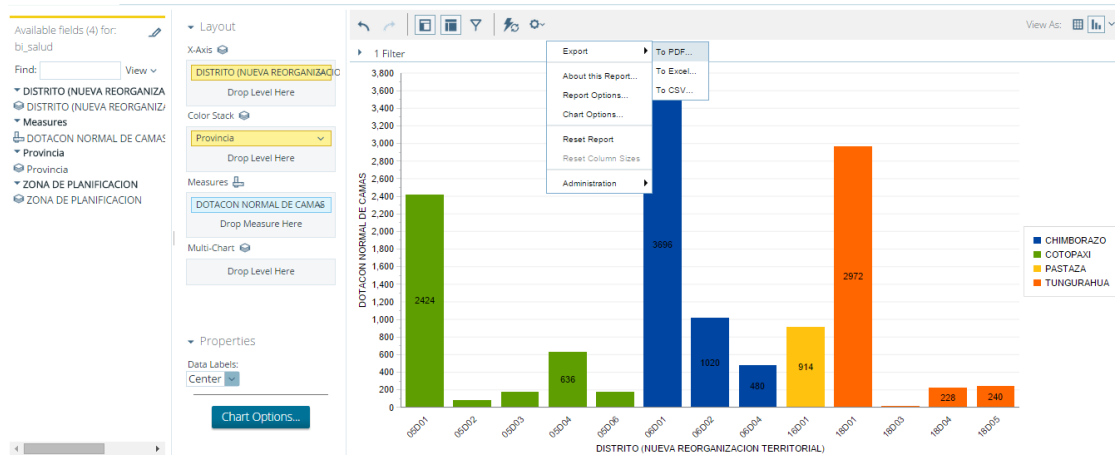 Available fields (4) for:
bi_salud
Find:
View
DISTRITO (NUEVA REORGANIZA
DISTRITO (NUEVA REORGANIZA
Measures
DOTACON NORMAL DE CAMAS
Provincia
Provincia
ZONA DE PLANIFICACION
ZONA DE PLANIFICACION
Layout
X-Axis
DISTRITO (NUEVA REORGANIZACIO
Drop Level Here
Color Stack
Provincia
Drop Level Here
Measures
DOTACON NORMAL DE CAMAS
Drop Measure Here
Multi-Chart
Drop Level Here
Properties
Data Labels:
Center
Chart Options...
View As:
1 Filter
Export
To PDF...
To Excel...
To CSV...
About this Report...
Report Options...
Chart Options...
Reset Report
Reset Column Sizes
Administration
DOTACON NORMAL DE CAMAS
3,800
3,600
3,400
3,200
3,000
2,800
2,600
2,400
2,200
2,000
1,800
1,600
1,400
1,200
1,000
800
600
400
200
0
2424
636
3696
1020
480
914
2972
228
240
05D01
05D02
05D03
05D04
05D06
06D01
06D02
06D04
16D01
18D01
18D03
18D04
18D05
DISTRITO (NUEVA REORGANIZACION TERRITORIAL)
CHIMBORAZO
COTOPAXI
PASTAZA
TUNGURAHUA